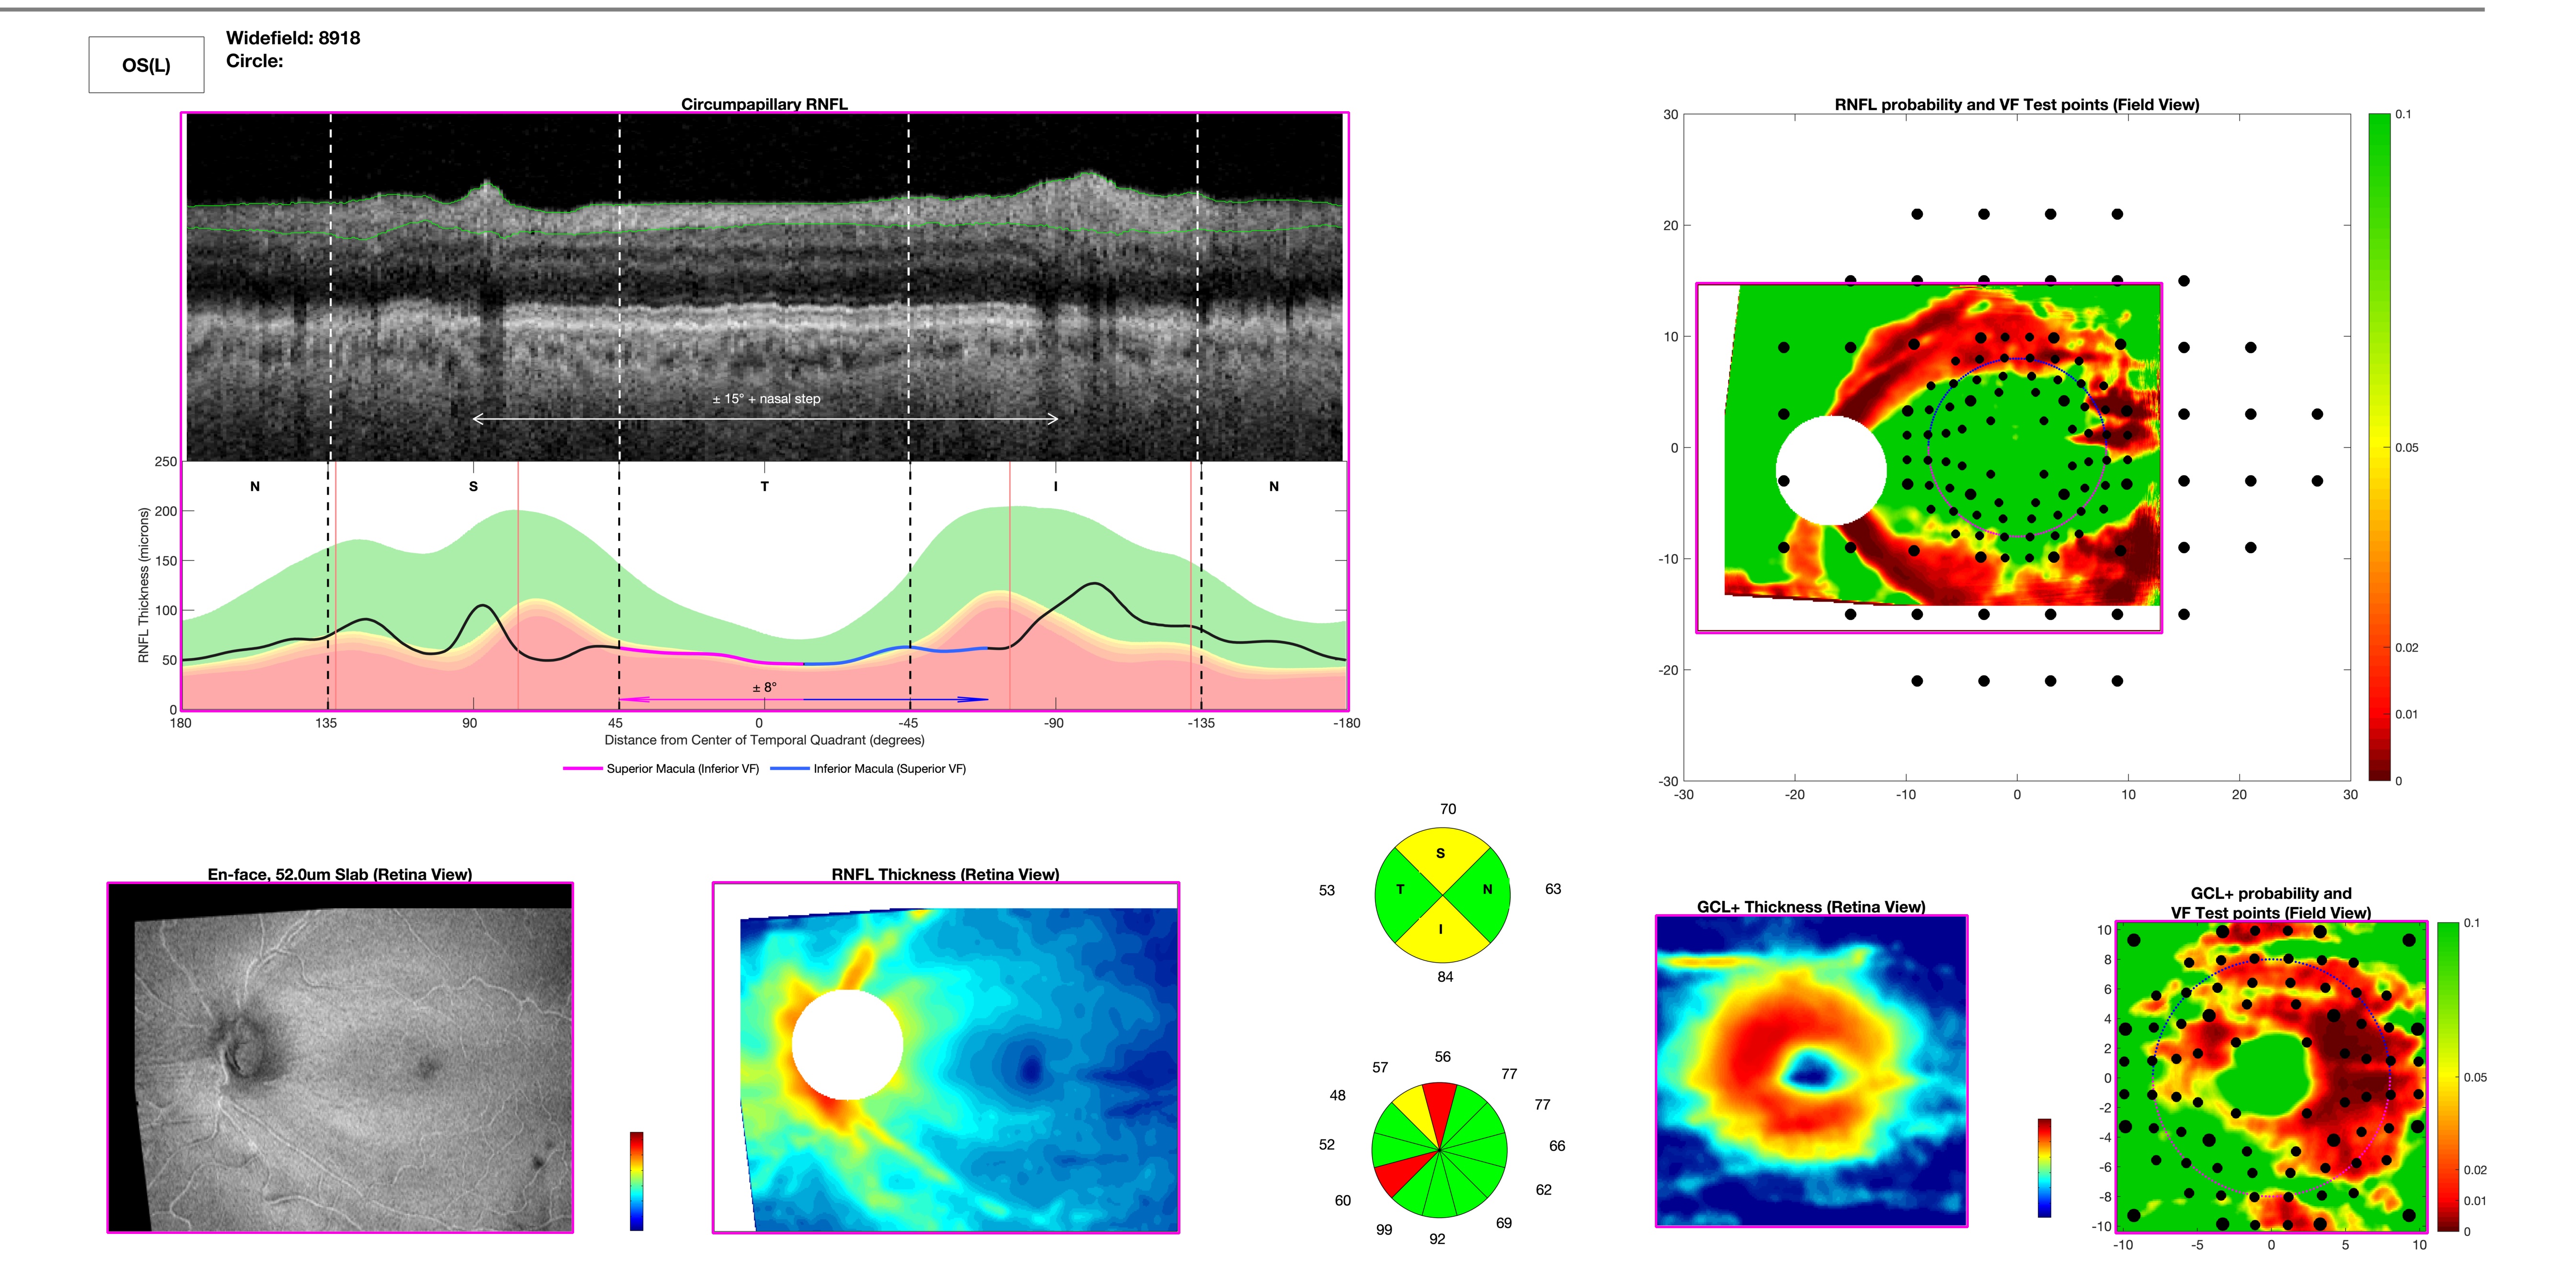 OS(L)
Widefield: 8918
Circle:
Circumpapillary RNFL
± 15° + nasal step
N S T I N
250
200
150
100
50
0
RNFL Thickness (microns)
± 8°
180 135 90 45 0 -45 -90 -135 -180
Distance from Center of Temporal Quadrant (degrees)
Superior Macula (Inferior VF) Inferior Macula (Superior VF)
RNFL probability and VF Test points (Field View)
30
20
10
0
-10
-20
-30
-30 -20 -10 0 10 20 30
0.1
0.05
0.02
0.01
0
En-face, 52.0um Slab (Retina View)
RNFL Thickness (Retina View)
70
S
53 T N 63
I
84
56
57 77
48 77
52 66
60 62
99 69
92
GCL+ Thickness (Retina View)
GCL+ probability and
VF Test points (Field View)
10
8
6
4
2
0
-2
-4
-6
-8
-10
-10 -5 0 5 10
0.1
0.05
0.02
0.01
0